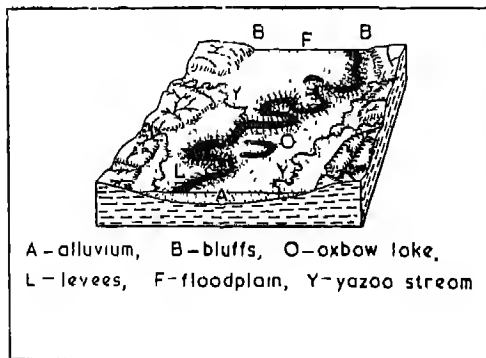 B F B
Y
O
L Y
A
A-alluvium, B-bluffs, O-oxbow lake,
L-levees, F-floodplain, Y-yazoo stream